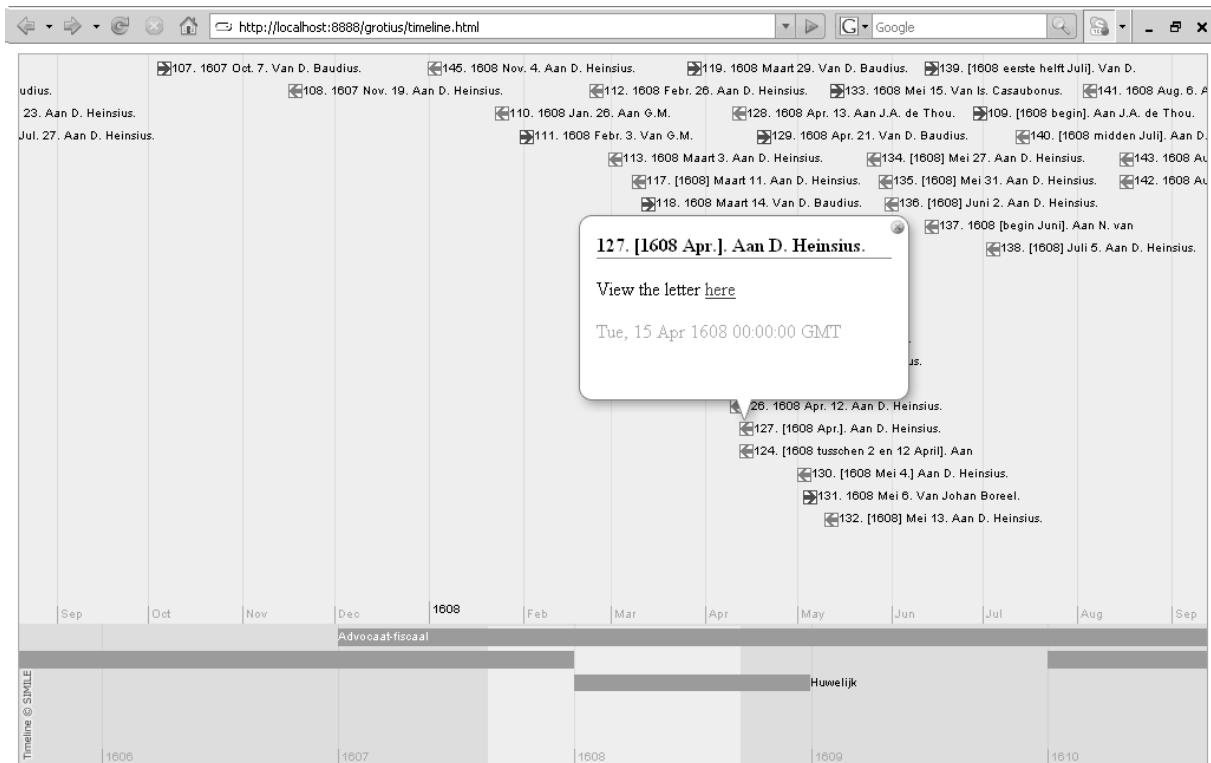 http://localhost:8888/grotius/timeline.html
G Google
107. 1607 Oct. 7. Van D. Baudius. 145. 1608 Nov. 4. Aan D. Heinsius. 119. 1608 Maart 29. Van D. Baudius. 139. [1608 eerste helft Juli]. Van D.
udius. 108. 1607 Nov. 19. Aan D. Heinsius. 112. 1608 Febr. 26. Aan D. Heinsius. 133. 1608 Mei 15. Van Is. Casaubonus. 141. 1608 Aug. 6. A
23. Aan D. Heinsius. 110. 1608 Jan. 26. Aan G.M. 128. 1608 Apr. 13. Aan J.A. de Thou. 109. [1608 begin]. Aan J.A. de Thou.
Jul. 27. Aan D. Heinsius. 111. 1608 Febr. 3. Van G.M. 129. 1608 Apr. 21. Van D. Baudius. 140. [1608 midden Juli]. Aan D.
113. 1608 Maart 3. Aan D. Heinsius. 134. [1608] Mei 27. Aan D. Heinsius. 143. 1608 Au
117. [1608] Maart 11. Aan D. Heinsius. 135. [1608] Mei 31. Aan D. Heinsius. 142. 1608 Au
118. 1608 Maart 14. Van D. Baudius. 136. [1608] Juni 2. Aan D. Heinsius.
137. 1608 [begin Juni]. Aan N. van
138. [1608] Juli 5. Aan D. Heinsius.
127. [1608 Apr.]. Aan D. Heinsius.
View the letter here
Tue, 15 Apr 1608 00:00:00 GMT
us.
26. 1608 Apr. 12. Aan D. Heinsius.
127. [1608 Apr.]. Aan D. Heinsius.
124. [1608 tusschen 2 en 12 April]. Aan
130. [1608 Mei 4.] Aan D. Heinsius.
131. 1608 Mei 6. Van Johan Boreel.
132. [1608] Mei 13. Aan D. Heinsius.
Sep Oct Nov Dec 1608 Feb Mar Apr May Jun Jul Aug Sep
Advocaat-fiscaal
Huwelijk
Timeline © SIMILE
1606 1607 1608 1609 1610